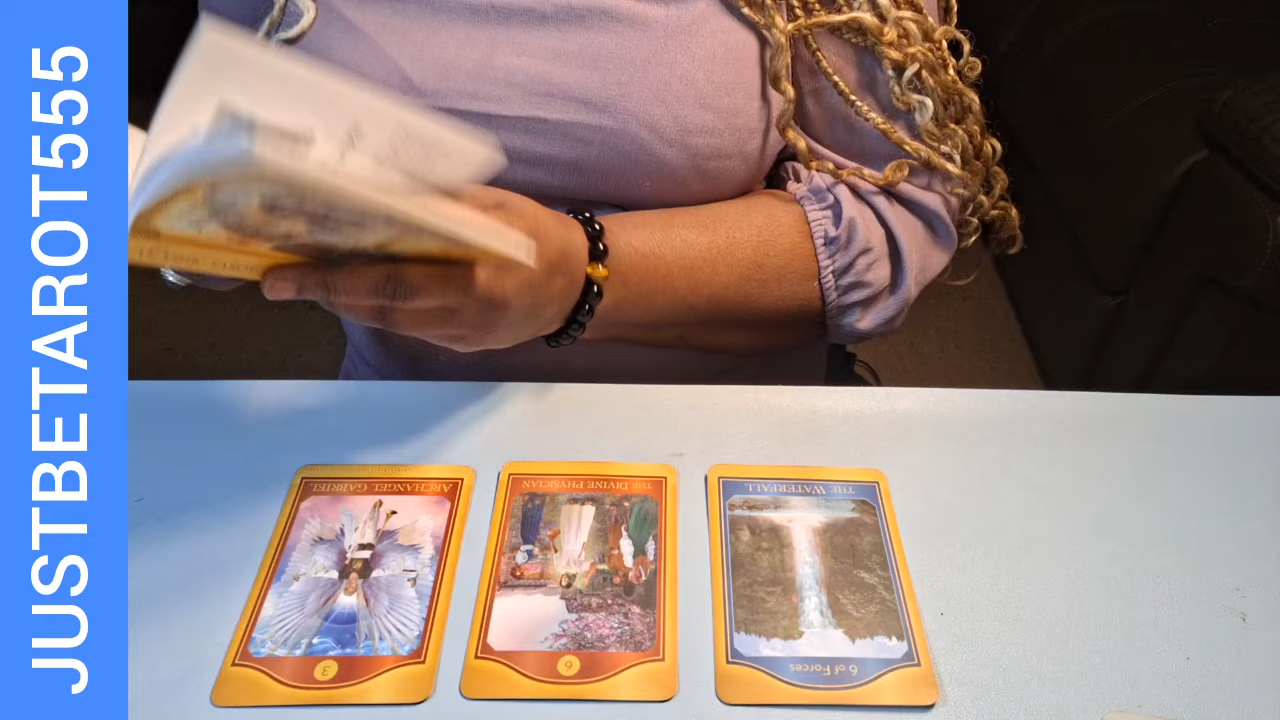 JUSTBETAROT555
ARCHANGEL GABRIEL
3
THE DIVINE PHYSICIAN
6
THE WATERFALL
6 of Forces